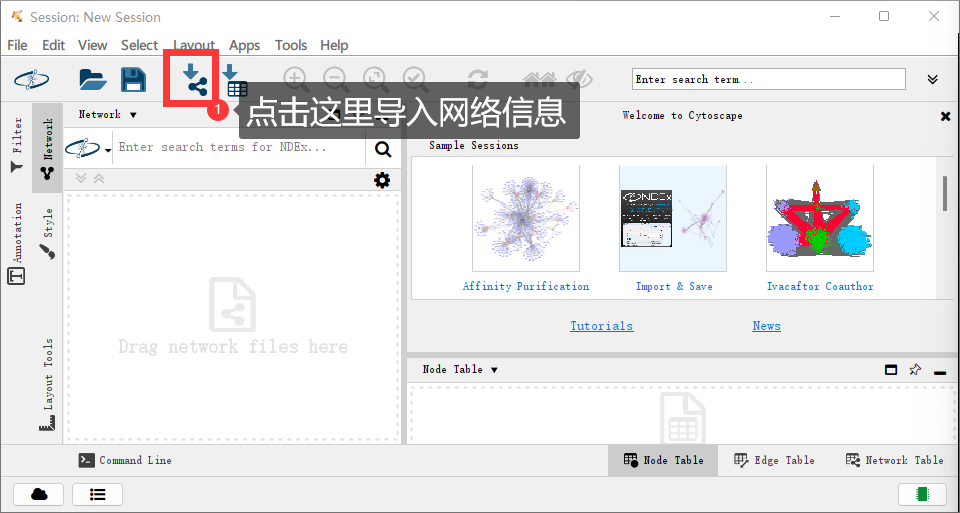 Session: New Session
File Edit View Select Layout Apps Tools Help
Enter search term...
1
点击这里导入网络信息
Filter
Network
Annotation
Style
Layout Tools
Network
Enter search terms for NDEx...
Drag network files here
Welcome to Cytoscape
Sample Sessions
NDEx
Affinity Purification
Import & Save
Ivacaftor Coauthor
Tutorials
News
Node Table
Command Line
Node Table
Edge Table
Network Table